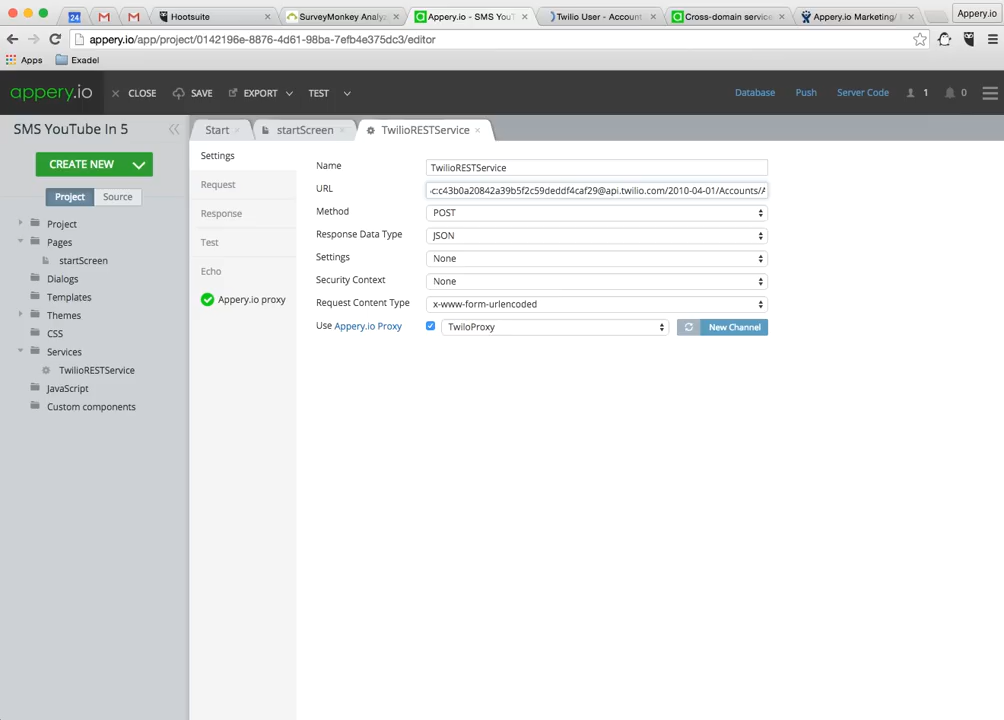 24
Hootsuite
SurveyMonkey Analyz
Appery.io - SMS YouT
Twilio User - Account
Cross-domain service
Appery.io Marketing/
Appery.io
appery.io/app/project/0142196e-8876-4d61-98ba-7efb4e375dc3/editor
Apps
Exadel
appery.io
CLOSE
SAVE
EXPORT
TEST
Database
Push
Server Code
1
0
SMS YouTube In 5
Start
startScreen
TwilioRESTService
CREATE NEW
Project
Source
Project
Pages
startScreen
Dialogs
Templates
Themes
CSS
Services
TwilioRESTService
JavaScript
Custom components
Settings
Request
Response
Test
Echo
Appery.io proxy
Name
TwilioRESTService
URL
c:c43b0a20842a39b5f2c59deddf4caf29@api.twilio.com/2010-04-01/Accounts/A
Method
POST
Response Data Type
JSON
Settings
None
Security Context
None
Request Content Type
x-www-form-urlencoded
Use Appery.io Proxy
TwiloProxy
New Channel